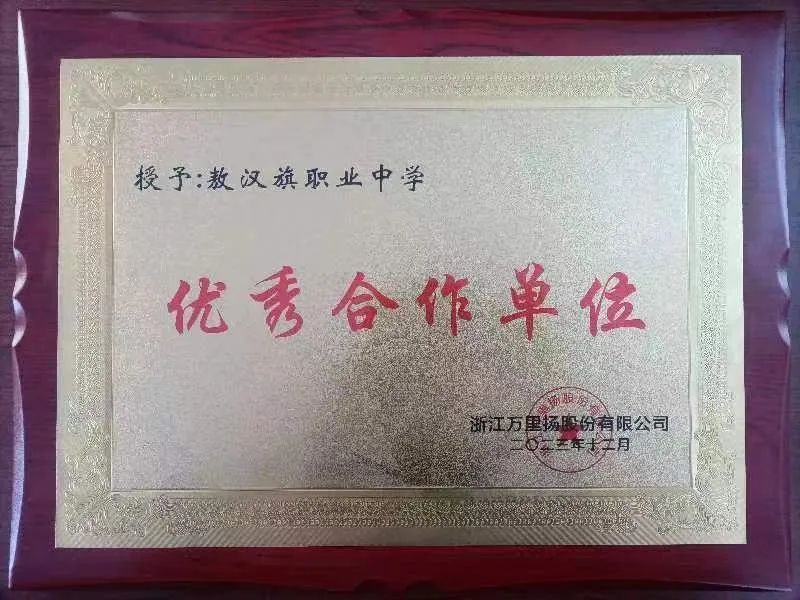 授予:敖汉旗职业中学
优秀合作单位
浙江万里扬股份有限公司
二〇二三年十二月